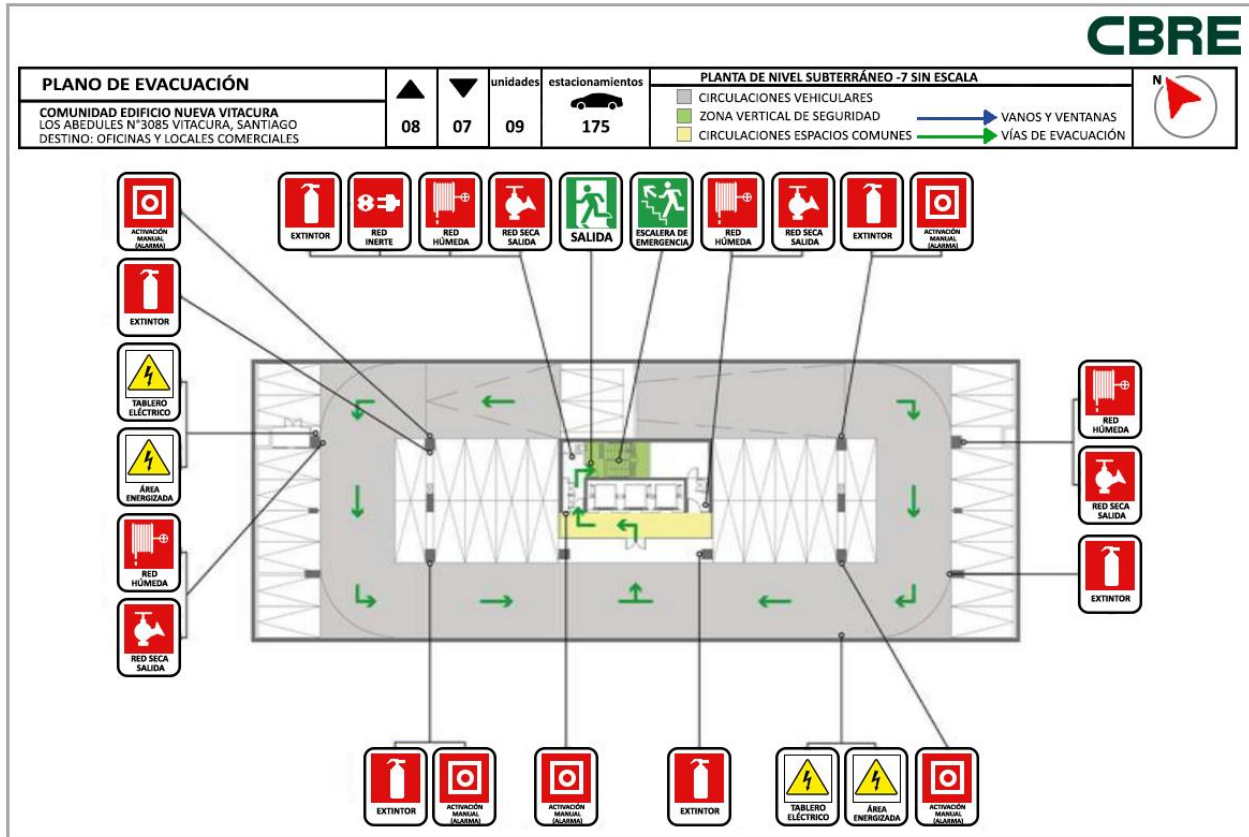 CBRE
PLANO DE EVACUACIÓN
COMUNIDAD EDIFICIO NUEVA VITACURA
LOS ABEDULES N°3085 VITACURA, SANTIAGO
DESTINO: OFICINAS Y LOCALES COMERCIALES
08
07
unidades
09
estacionamientos
175
PLANTA DE NIVEL SUBTERRÁNEO -7 SIN ESCALA
CIRCULACIONES VEHICULARES
ZONA VERTICAL DE SEGURIDAD
CIRCULACIONES ESPACIOS COMUNES
VANOS Y VENTANAS
VÍAS DE EVACUACIÓN
N
ACTIVACIÓN
MANUAL
(ALARMA)
EXTINTOR
RED
INERTE
RED
HÚMEDA
RED SECA
SALIDA
SALIDA
ESCALERA DE
EMERGENCIA
RED
HÚMEDA
RED SECA
SALIDA
EXTINTOR
ACTIVACIÓN
MANUAL
(ALARMA)
EXTINTOR
TABLERO
ELÉCTRICO
ÁREA
ENERGIZADA
RED
HÚMEDA
RED SECA
SALIDA
RED
HÚMEDA
RED SECA
SALIDA
EXTINTOR
EXTINTOR
ACTIVACIÓN
MANUAL
(ALARMA)
ACTIVACIÓN
MANUAL
(ALARMA)
EXTINTOR
TABLERO
ELÉCTRICO
ÁREA
ENERGIZADA
ACTIVACIÓN
MANUAL
(ALARMA)